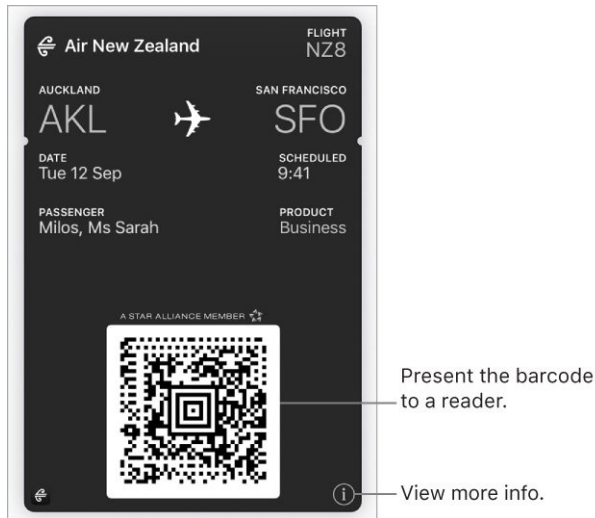 Air New Zealand
FLIGHT
NZ8
AUCKLAND
SAN FRANCISCO
AKL
SFO
DATE
SCHEDULED
Tue 12 Sep
9:41
PASSENGER
PRODUCT
Milos, Ms Sarah
Business
A STAR ALLIANCE MEMBER
Present the barcode
to a reader.
View more info.